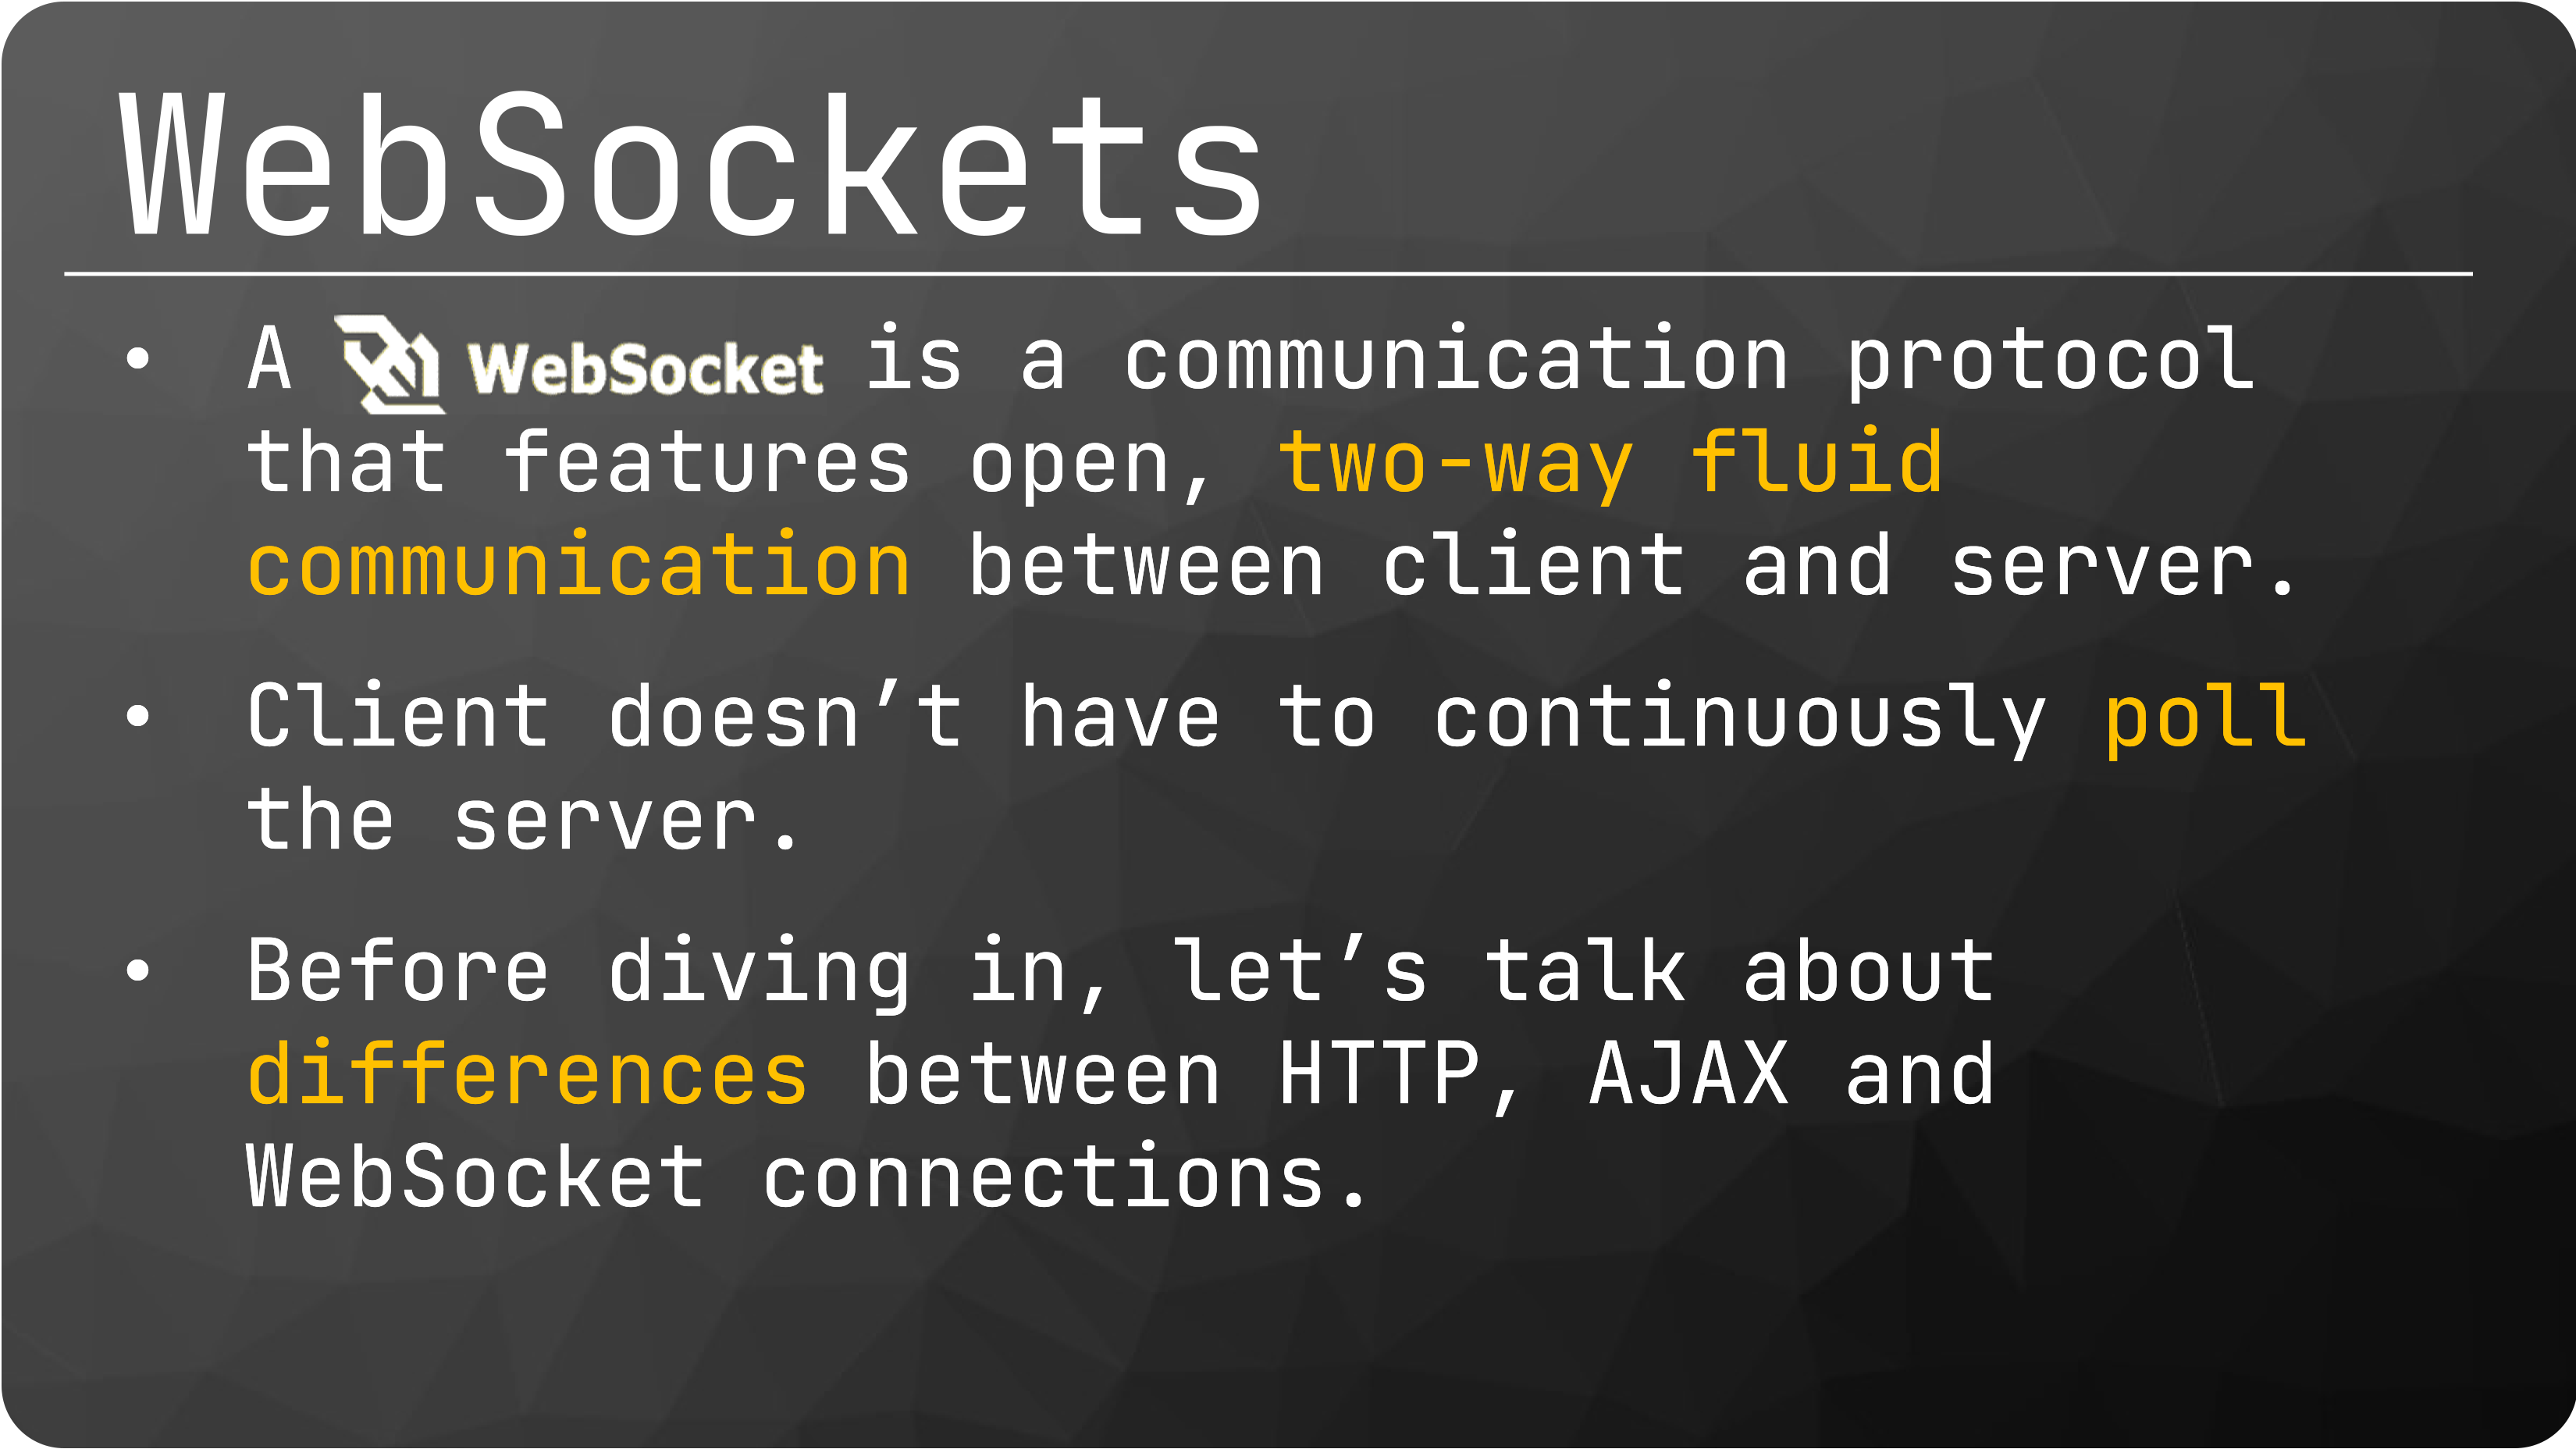 WebSockets
• A WebSocket is a communication protocol
that features open, two-way fluid
communication between client and server.
• Client doesn’t have to continuously poll
the server.
• Before diving in, let’s talk about
differences between HTTP, AJAX and
WebSocket connections.